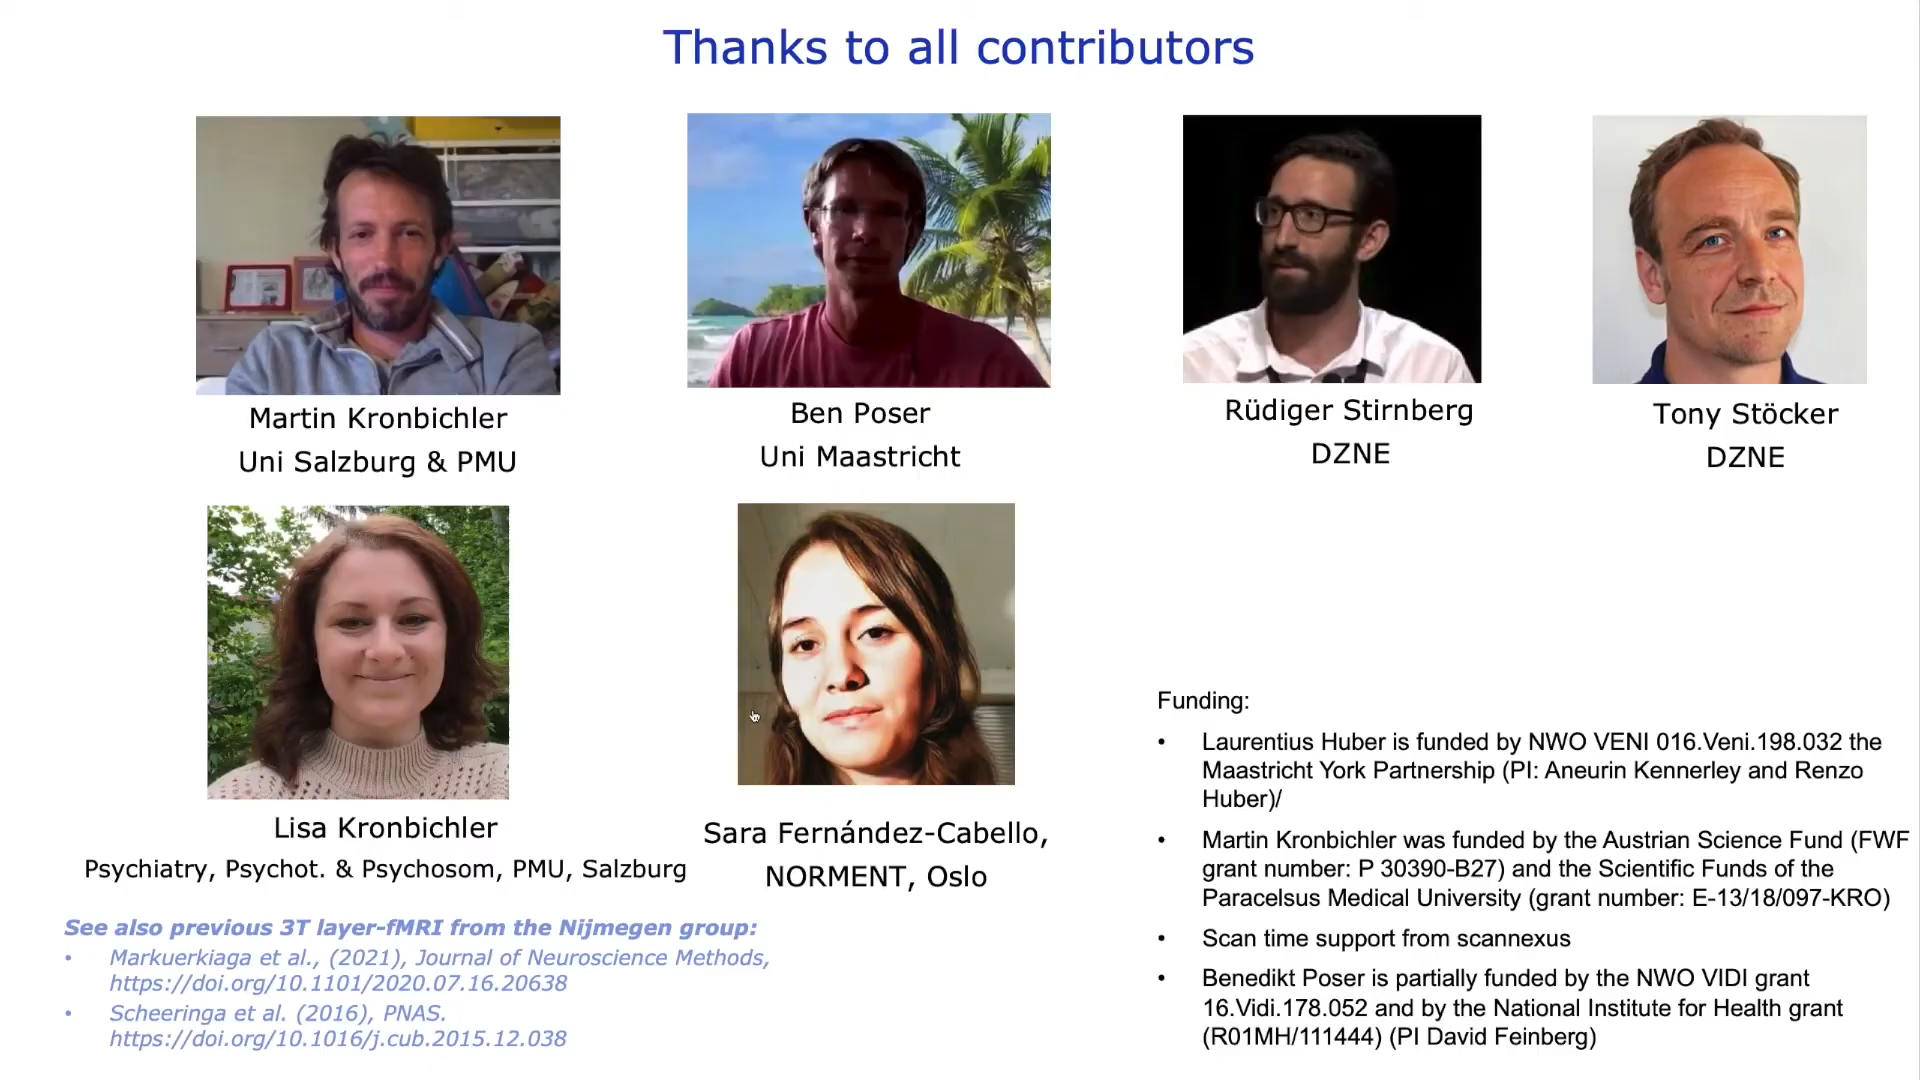 Thanks to all contributors
Martin Kronbichler
Uni Salzburg & PMU
Ben Poser
Uni Maastricht
Rüdiger Stirnberg
DZNE
Tony Stöcker
DZNE
Lisa Kronbichler
Psychiatry, Psychot. & Psychosom, PMU, Salzburg
Sara Fernández-Cabello,
NORMENT, Oslo
See also previous 3T layer-fMRI from the Nijmegen group:
• Markuerkiaga et al., (2021), Journal of Neuroscience Methods,
https://doi.org/10.1101/2020.07.16.20638
• Scheeringa et al. (2016), PNAS.
https://doi.org/10.1016/j.cub.2015.12.038
Funding:
• Laurentius Huber is funded by NWO VENI 016.Veni.198.032 the
Maastricht York Partnership (PI: Aneurin Kennerley and Renzo
Huber)/
• Martin Kronbichler was funded by the Austrian Science Fund (FWF
grant number: P 30390-B27) and the Scientific Funds of the
Paracelsus Medical University (grant number: E-13/18/097-KRO)
• Scan time support from scannexus
• Benedikt Poser is partially funded by the NWO VIDI grant
16.Vidi.178.052 and by the National Institute for Health grant
(R01MH/111444) (PI David Feinberg)